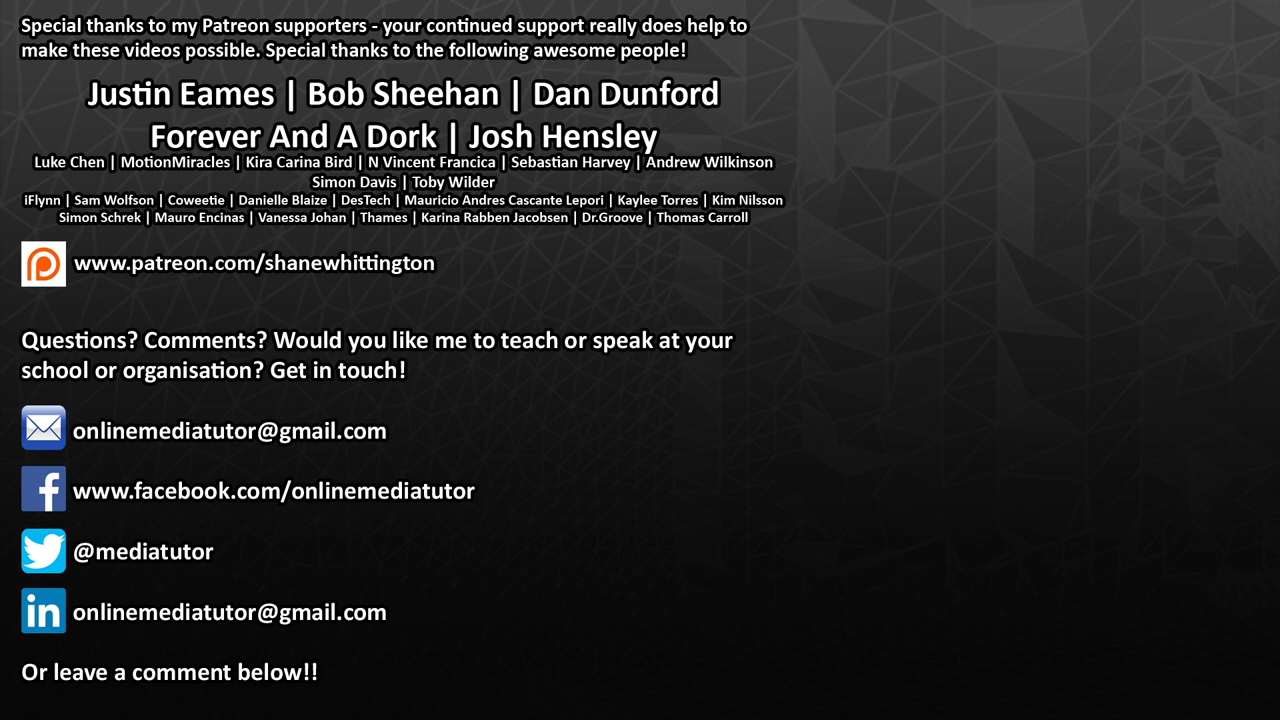 Special thanks to my Patreon supporters - your continued support really does help to
make these videos possible. Special thanks to the following awesome people!
Justin Eames | Bob Sheehan | Dan Dunford
Forever And A Dork | Josh Hensley
Luke Chen | MotionMiracles | Kira Carina Bird | N Vincent Francica | Sebastian Harvey | Andrew Wilkinson
Simon Davis | Toby Wilder
iFlynn | Sam Wolfson | Coweetie | Danielle Blaize | DesTech | Mauricio Andres Cascante Lepori | Kaylee Torres | Kim Nilsson
Simon Schrek | Mauro Encinas | Vanessa Johan | Thames | Karina Rabben Jacobsen | Dr.Groove | Thomas Carroll
www.patreon.com/shanewhittington
Questions? Comments? Would you like me to teach or speak at your
school or organisation? Get in touch!
onlinemediatutor@gmail.com
www.facebook.com/onlinemediatutor
@mediatutor
onlinemediatutor@gmail.com
Or leave a comment below!!